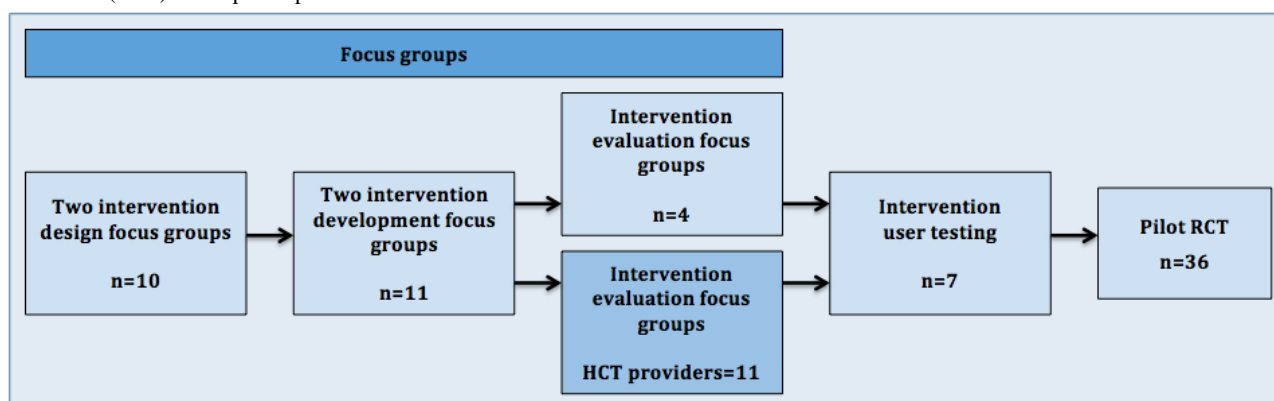 Focus groups
Two intervention
design focus groups
n=10
Two intervention
development focus
groups
n=11
Intervention
evaluation focus
groups
n=4
Intervention
evaluation focus
groups
HCT providers=11
Intervention
user testing
n=7
Pilot RCT
n=36